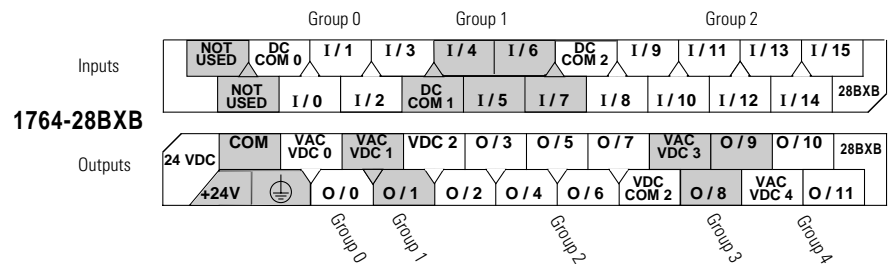 Group 0 Group 1 Group 2
Inputs
NOT USED DC COM 0 I / 1 I / 3 I / 4 I / 6 DC COM 2 I / 9 I / 11 I / 13 I / 15
NOT USED I / 0 I / 2 DC COM 1 I / 5 I / 7 I / 8 I / 10 I / 12 I / 14 28BXB
1764-28BXB
Outputs
24 VDC COM VAC VDC 0 VAC VDC 1 VDC 2 O / 3 O / 5 O / 7 VAC VDC 3 O / 9 O / 10 28BXB
+24V O / 0 O / 1 O / 2 O / 4 O / 6 VDC COM 2 O / 8 VAC VDC 4 O / 11
Group 0 Group 1 Group 2 Group 3 Group 4